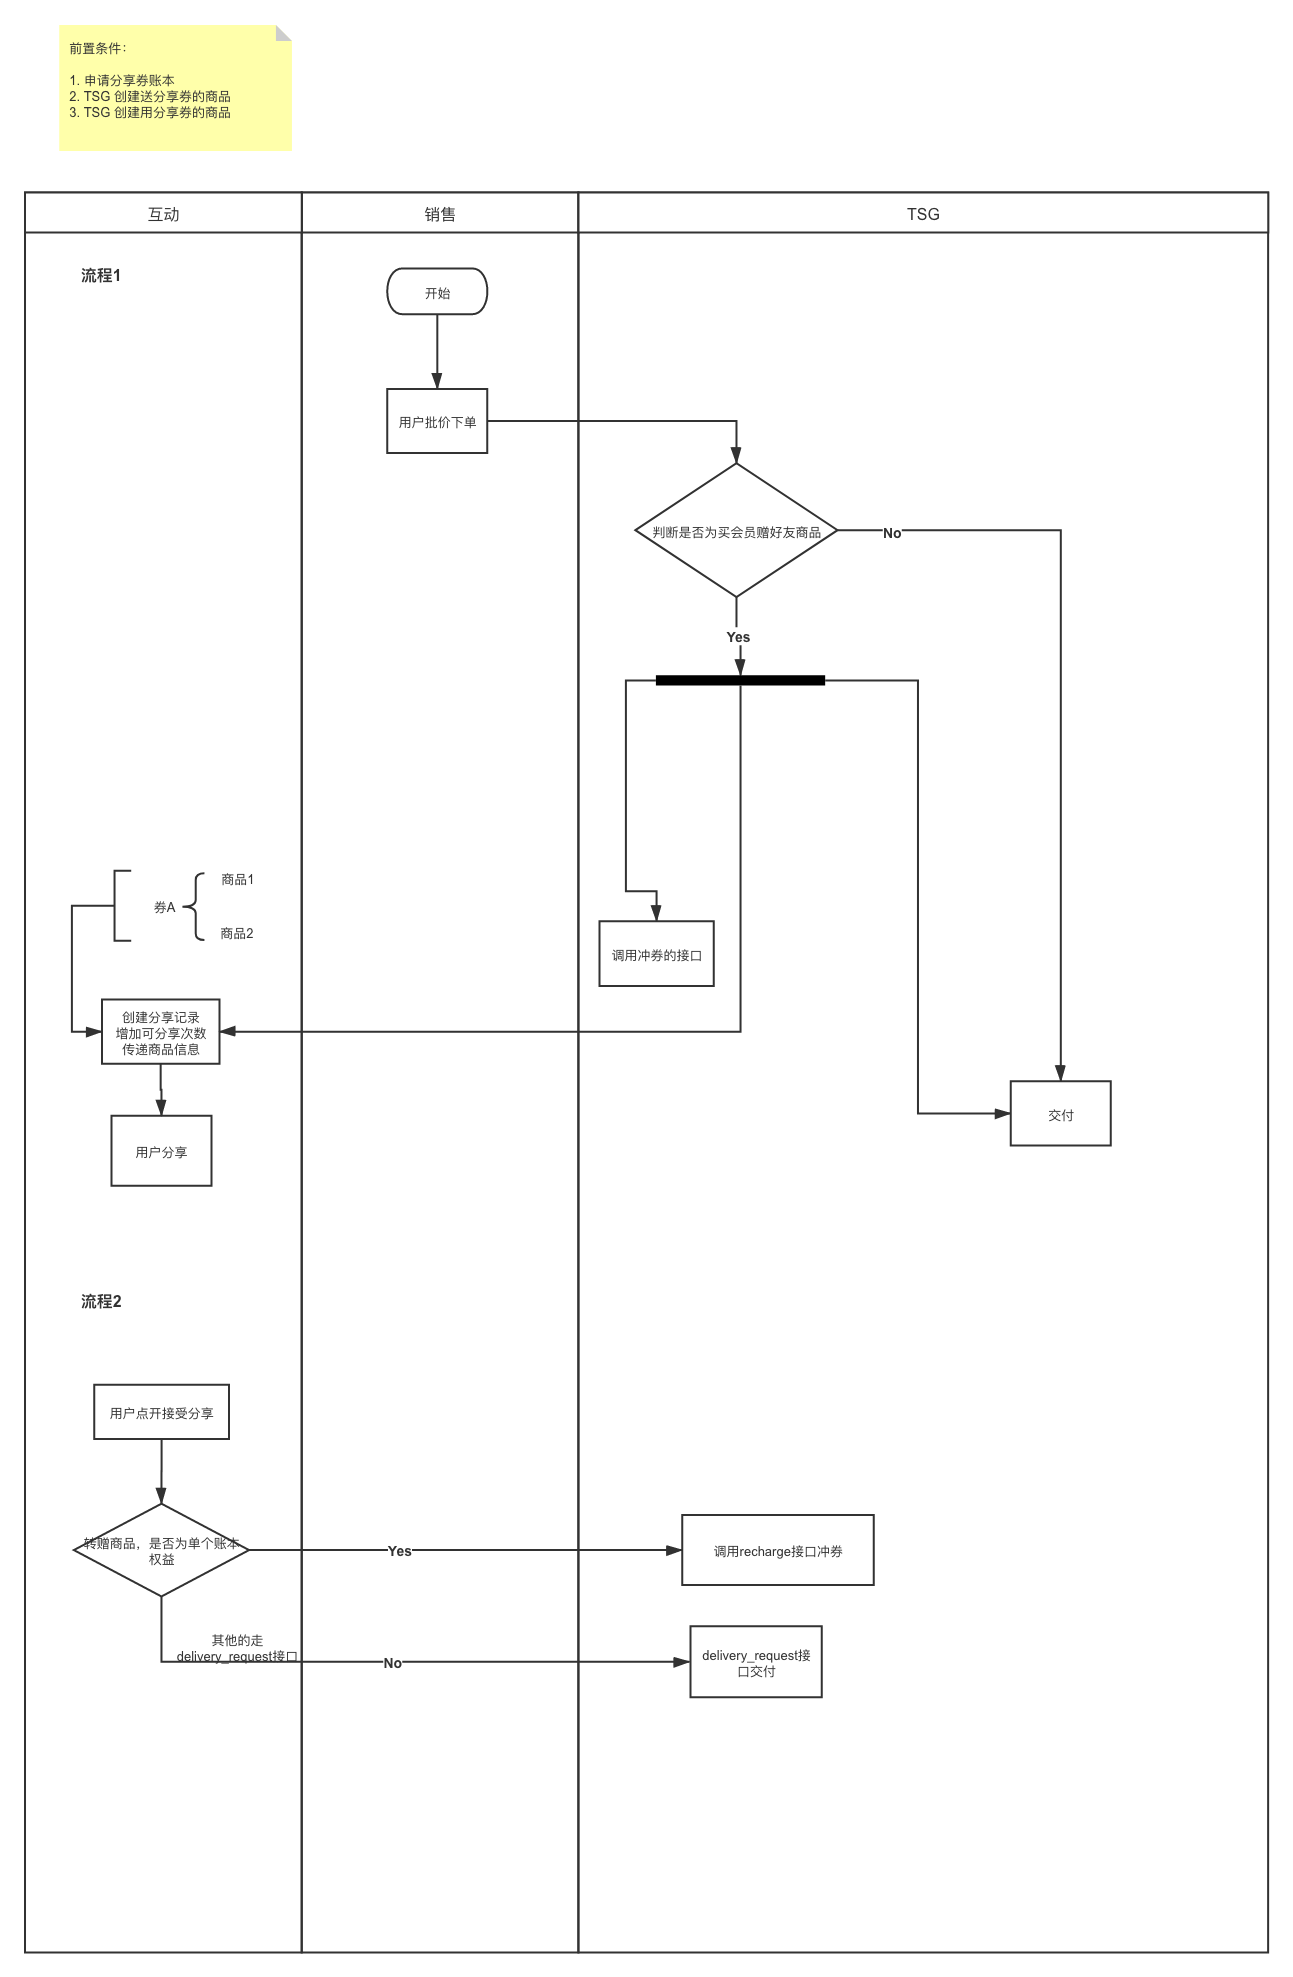 前置条件：
1. 申请分享券账本
2. TSG 创建送分享券的商品
3. TSG 创建用分享券的商品
互动
销售
TSG
流程1
开始
用户批价下单
判断是否为买会员赠好友商品
No
Yes
商品1
券A
商品2
调用冲券的接口
创建分享记录
增加可分享次数
传递商品信息
交付
用户分享
流程2
用户点开接受分享
转赠商品，是否为单个账本
权益
Yes
调用recharge接口冲券
其他的走
delivery_request接口
No
delivery_request接
口交付